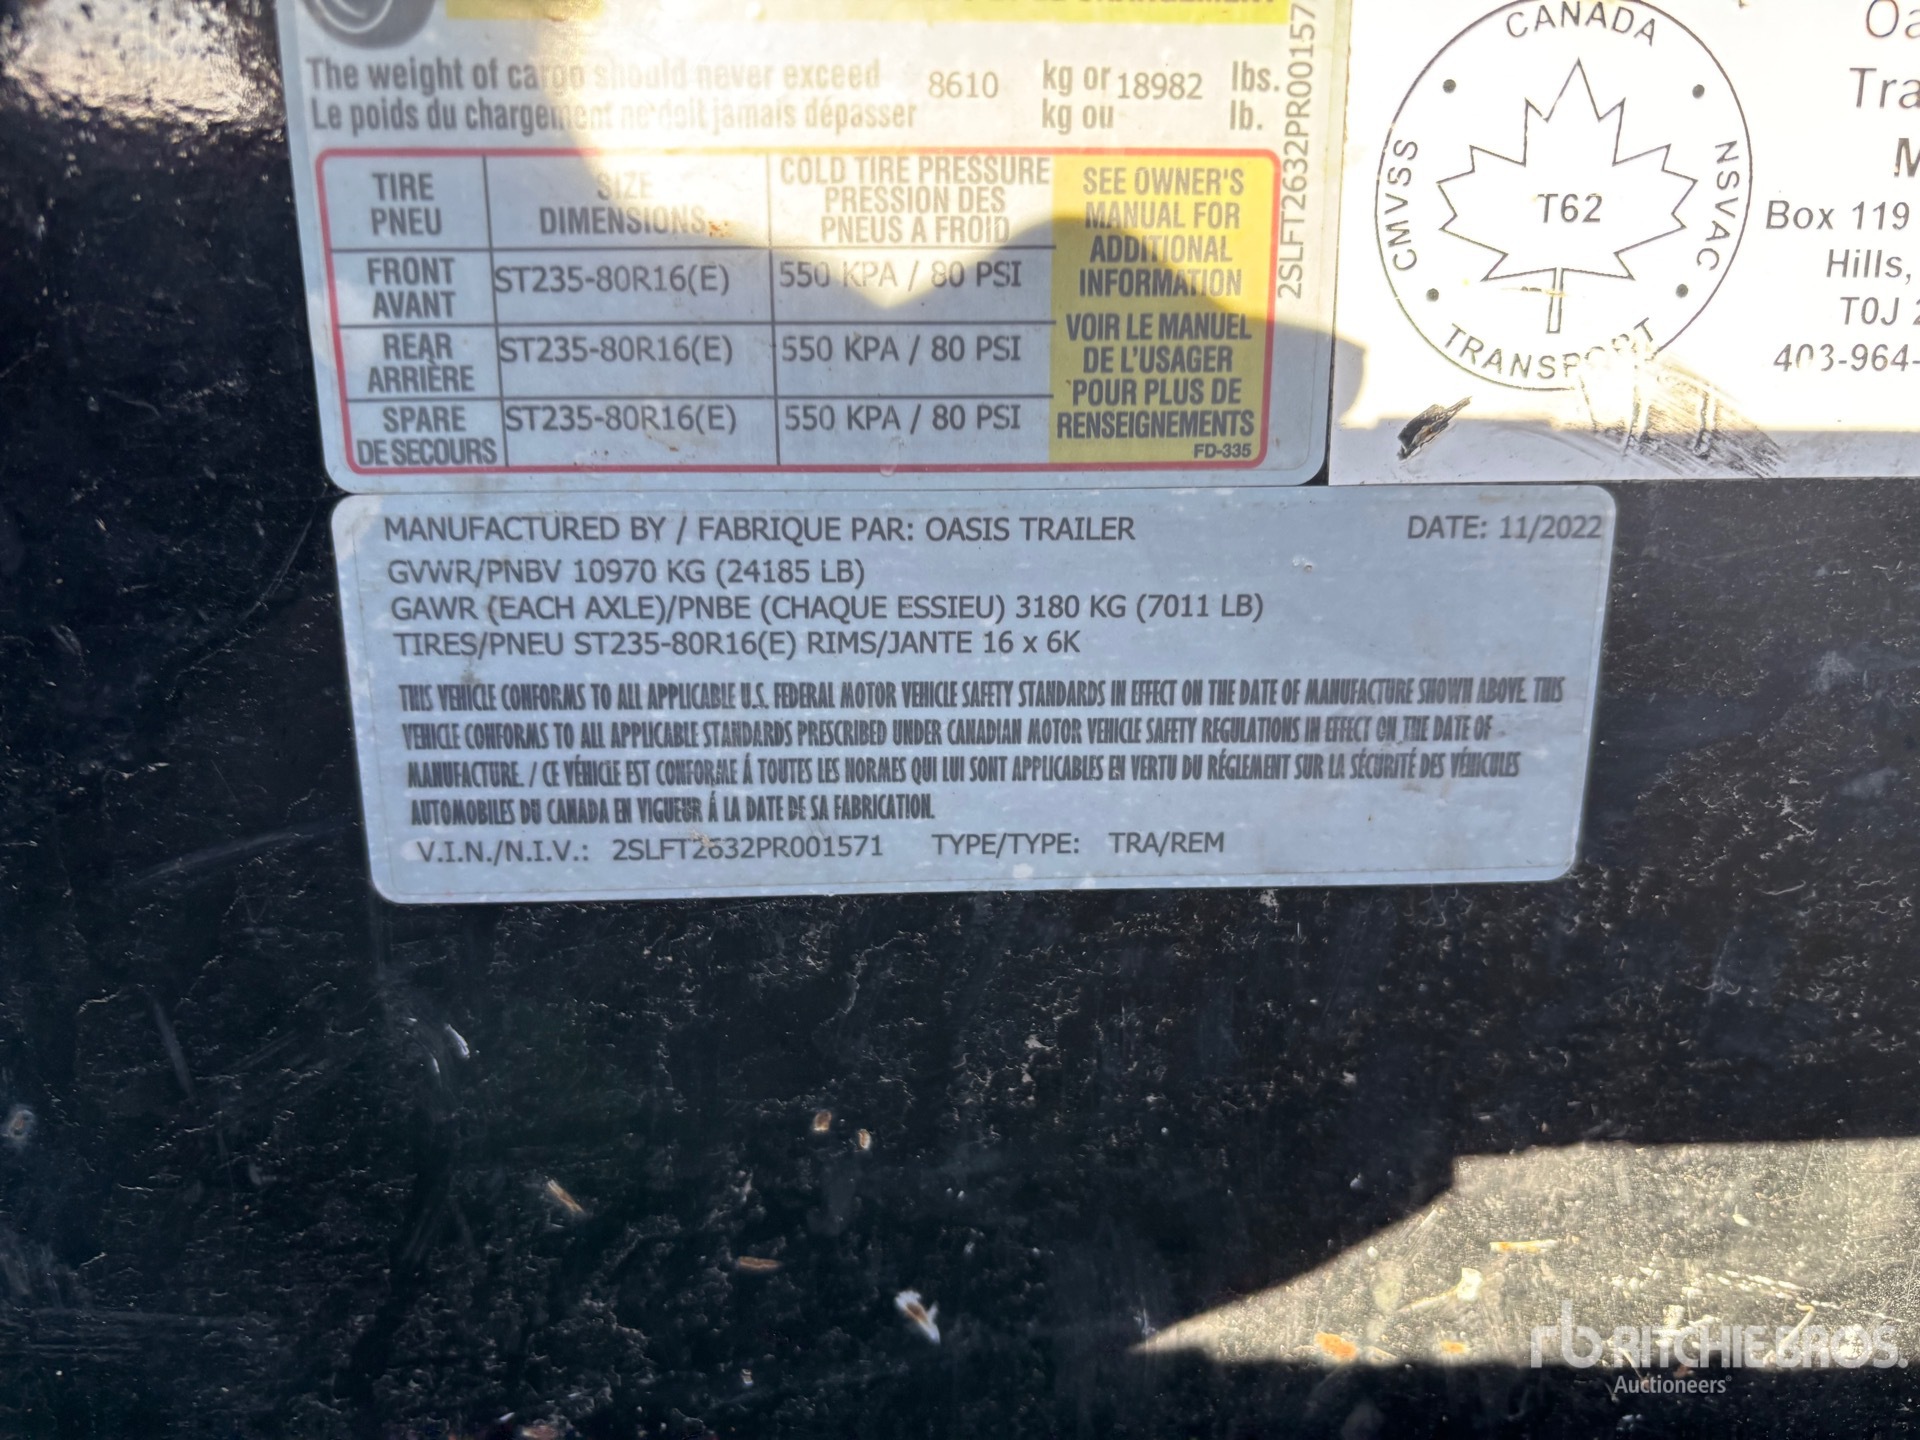 The weight of cargo should never exceed 8610 kg or 18982 lbs.
Le poids du chargement ne doit jamais dépasser kg ou lb.
TIRE
PNEU
SIZE
DIMENSIONS
COLD TIRE PRESSURE
PRESSION DES
PNEUS A FROID
SEE OWNER'S
MANUAL FOR
ADDITIONAL
INFORMATION
VOIR LE MANUEL
DE L'USAGER
POUR PLUS DE
RENSEIGNEMENTS
FD-335
FRONT
AVANT
ST235-80R16(E) 550 KPA / 80 PSI
REAR
ARRIÈRE
ST235-80R16(E) 550 KPA / 80 PSI
SPARE
DE SECOURS
ST235-80R16(E) 550 KPA / 80 PSI
2SLFT2632PR00157
CANADA
CMVSS
NSVAC
T62
TRANSPORT
Box 119
Hills,
T0J
403-964-
MANUFACTURED BY / FABRIQUE PAR: OASIS TRAILER DATE: 11/2022
GVWR/PNBV 10970 KG (24185 LB)
GAWR (EACH AXLE)/PNBE (CHAQUE ESSIEU) 3180 KG (7011 LB)
TIRES/PNEU ST235-80R16(E) RIMS/JANTE 16 x 6K
THIS VEHICLE CONFORMS TO ALL APPLICABLE U.S. FEDERAL MOTOR VEHICLE SAFETY STANDARDS IN EFFECT ON THE DATE OF MANUFACTURE SHOWN ABOVE. THIS
VEHICLE CONFORMS TO ALL APPLICABLE STANDARDS PRESCRIBED UNDER CANADIAN MOTOR VEHICLE SAFETY REGULATIONS IN EFFECT ON THE DATE OF
MANUFACTURE. / CE VÉHICLE EST CONFORME Á TOUTES LES NORMES QUI LUI SONT APPLICABLES EN VERTU DU RÉGLEMENT SUR LA SÉCURITÉ DES VÉHICULES
AUTOMOBILES DU CANADA EN VIGUEUR Á LA DATE DE SA FABRICATION.
V.I.N./N.I.V.: 2SLFT2632PR001571 TYPE/TYPE: TRA/REM
rb RITCHIE BROS.
Auctioneers